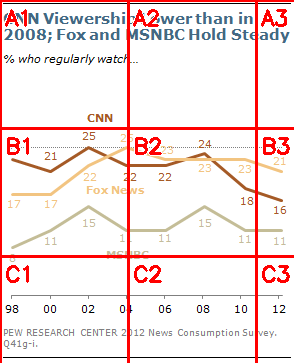 A1 A2 A3
CNN Viewership Lower than in
2008; Fox and MSNBC Hold Steady
% who regularly watch...
CNN
B1 B2 B3
21 25 23 24 23 21
22 22 22
17 17 Fox News 18 16
15 15
11 11 11 11 11
MSNBC
8
C1 C2 C3
98 00 02 04 06 08 10 12
PEW RESEARCH CENTER 2012 News Consumption Survey.
Q41g-i.